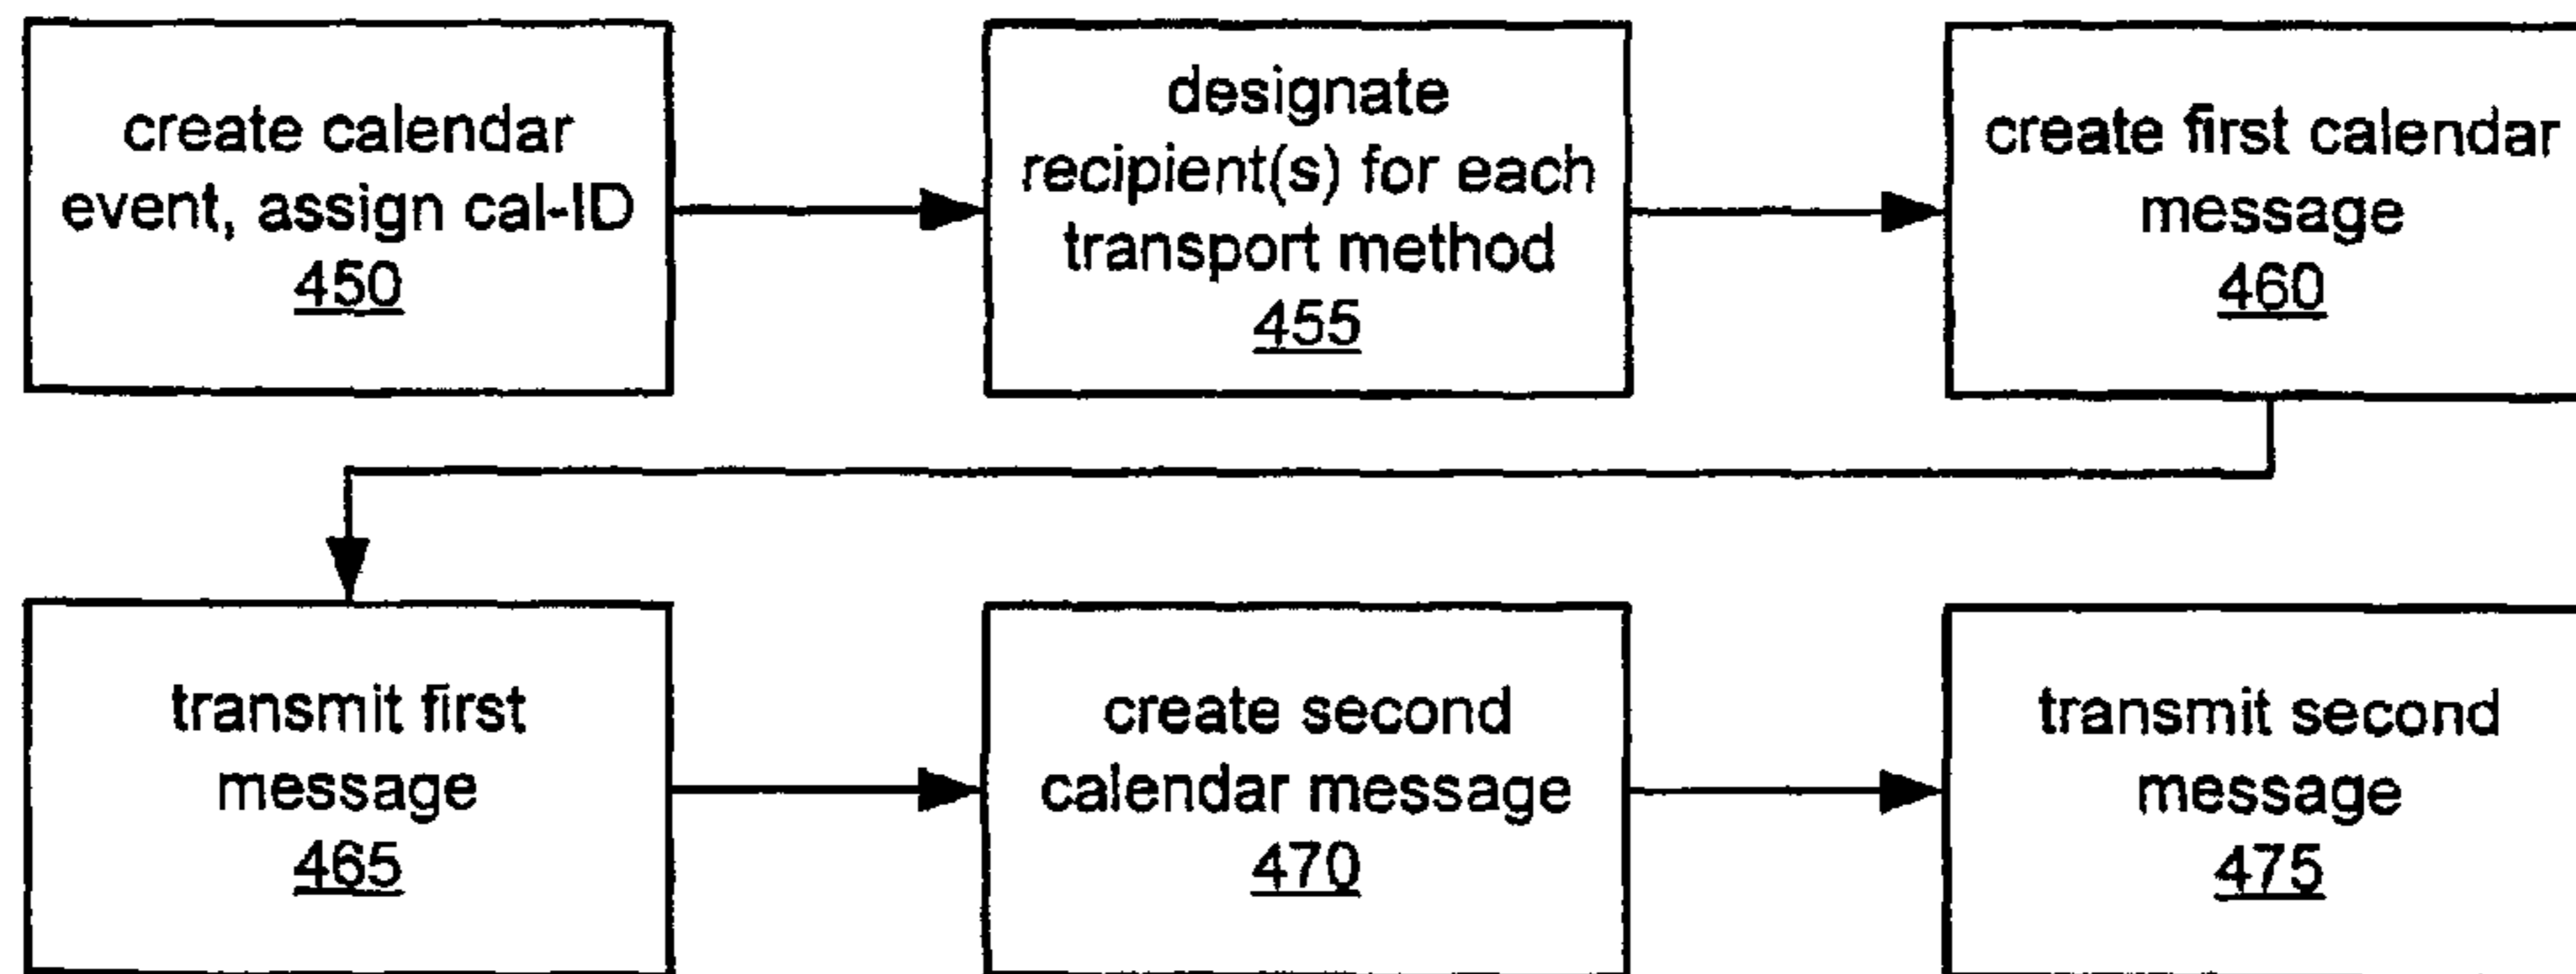 create calendar
event, assign cal-ID
450
designate
recipient(s) for each
transport method
455
create first calendar
message
460
transmit first
message
465
create second
calendar message
470
transmit second
message
475